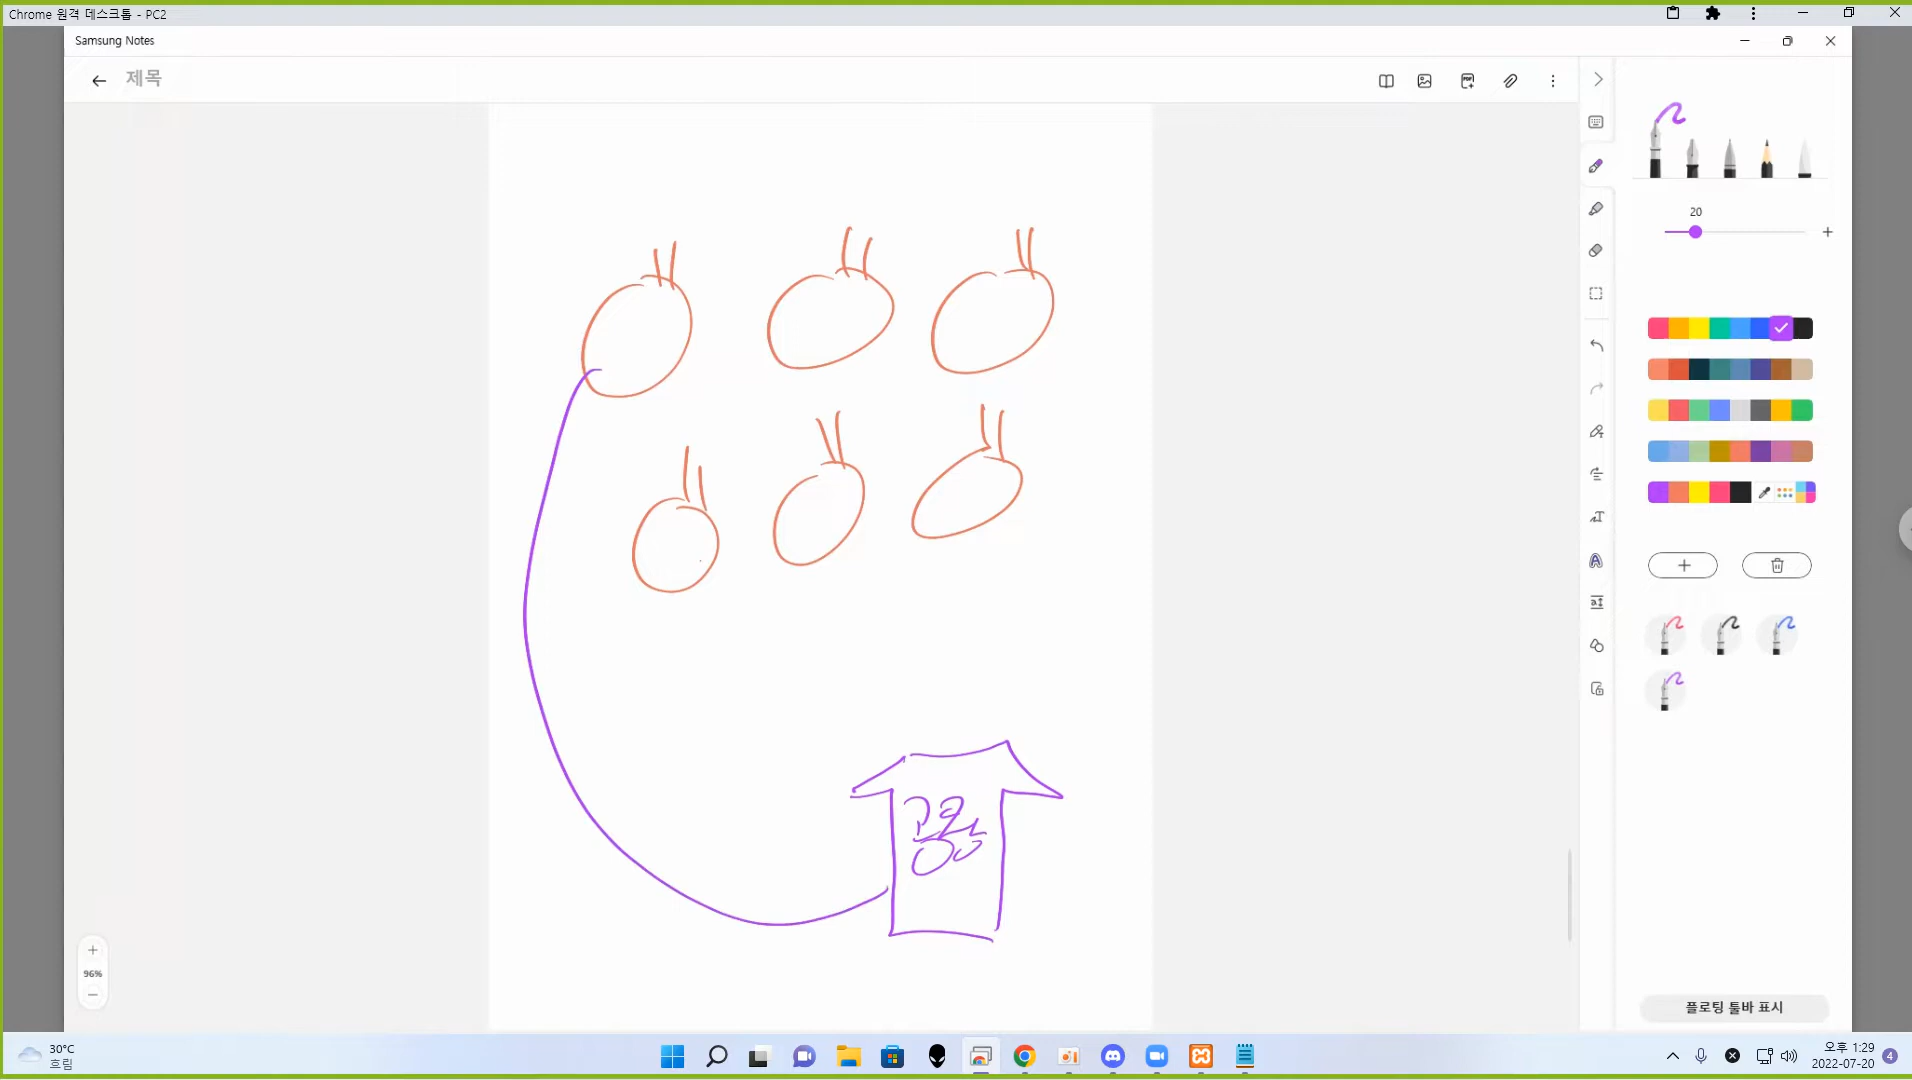 Chrome 원격 데스크톱 - PC2
Samsung Notes
제목
20
96%
플로팅 툴바 표시
30°C
흐림
오후 1:29
2022-07-20
4